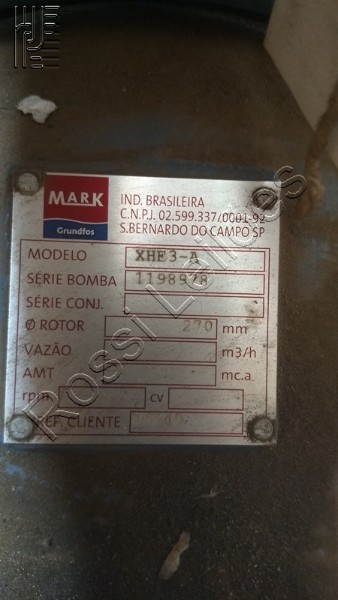 MARK
Grundfos
IND. BRASILEIRA
C.N.P.J. 02.599.337/0001-92
S.BERNARDO DO CAMPO SP
MODELO XHE3-A
SÉRIE BOMBA 1198978
SÉRIE CONJ.
Ø ROTOR 270 mm
VAZÃO m3/h
AMT mc.a
rpm cv
REF. CLIENTE
Rossi Leilões